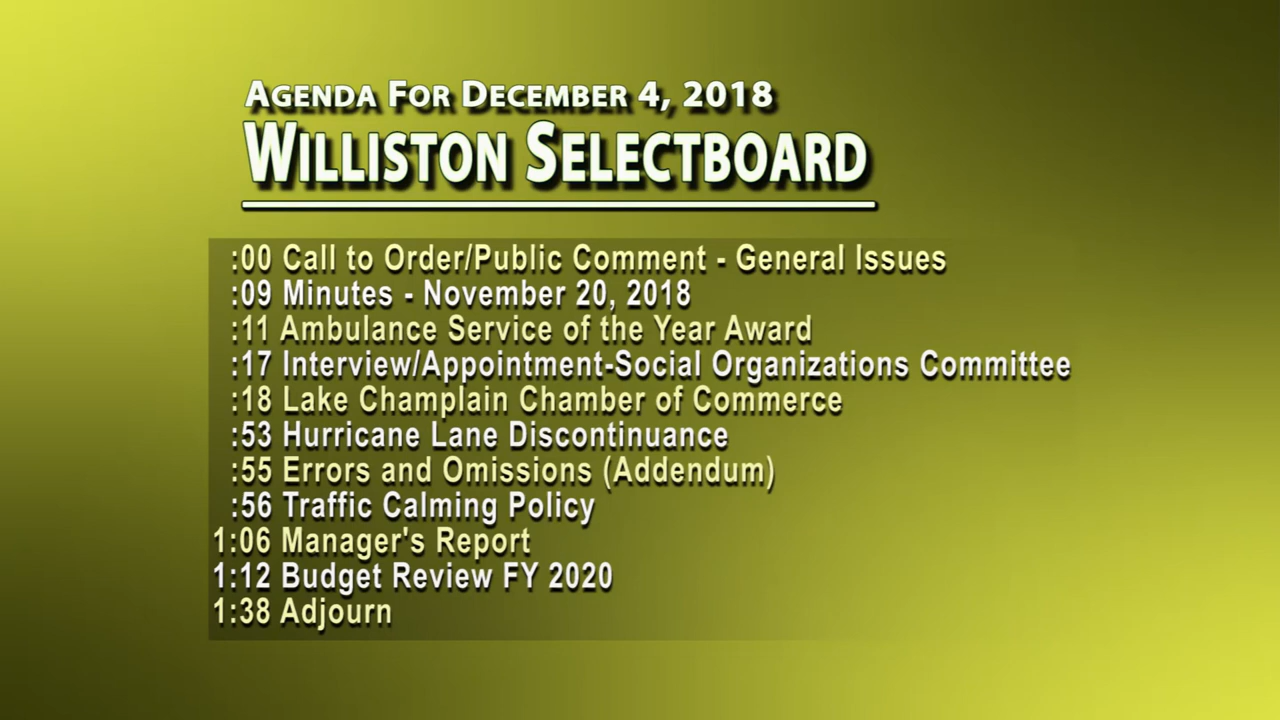 Agenda For December 4, 2018
Williston Selectboard
:00 Call to Order/Public Comment - General Issues
:09 Minutes - November 20, 2018
:11 Ambulance Service of the Year Award
:17 Interview/Appointment-Social Organizations Committee
:18 Lake Champlain Chamber of Commerce
:53 Hurricane Lane Discontinuance
:55 Errors and Omissions (Addendum)
:56 Traffic Calming Policy
1:06 Manager's Report
1:12 Budget Review FY 2020
1:38 Adjourn